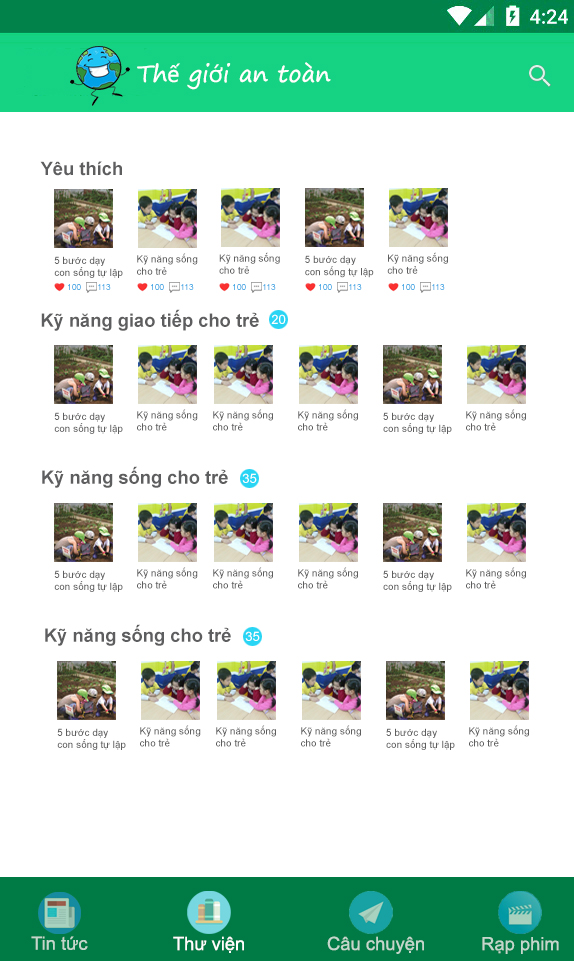 4:24
Thế giới an toàn
Yêu thích
5 bước dạy
con sống tự lập
100 113
Kỹ năng sống
cho trẻ
100 113
Kỹ năng sống
cho trẻ
100 113
5 bước dạy
con sống tự lập
100 113
Kỹ năng sống
cho trẻ
100 113
Kỹ năng giao tiếp cho trẻ 20
5 bước dạy
con sống tự lập
Kỹ năng sống
cho trẻ
Kỹ năng sống
cho trẻ
Kỹ năng sống
cho trẻ
5 bước dạy
con sống tự lập
Kỹ năng sống
cho trẻ
Kỹ năng sống cho trẻ 35
5 bước dạy
con sống tự lập
Kỹ năng sống
cho trẻ
Kỹ năng sống
cho trẻ
Kỹ năng sống
cho trẻ
5 bước dạy
con sống tự lập
Kỹ năng sống
cho trẻ
Kỹ năng sống cho trẻ 35
5 bước dạy
con sống tự lập
Kỹ năng sống
cho trẻ
Kỹ năng sống
cho trẻ
Kỹ năng sống
cho trẻ
5 bước dạy
con sống tự lập
Kỹ năng sống
cho trẻ
Tin tức
Thư viện
Câu chuyện
Rạp phim